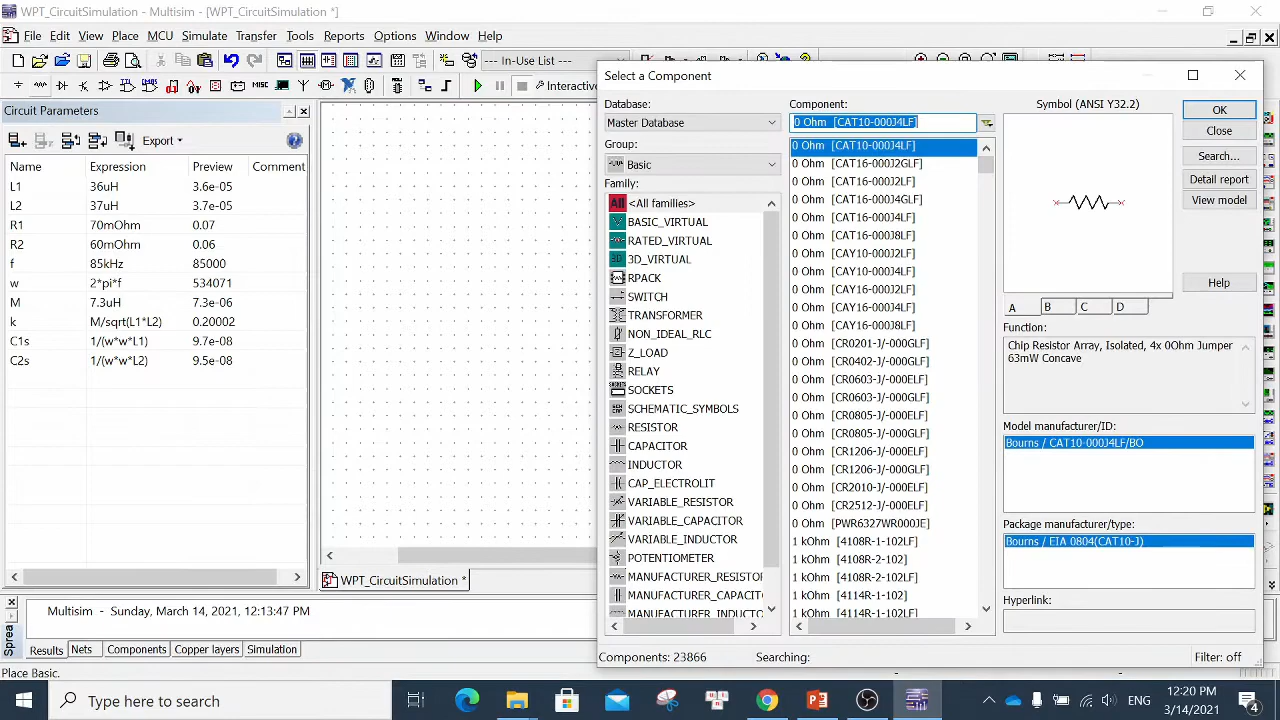 WPT_CircuitSimulation - Multisim - [WPT_CircuitSimulation *]
File Edit View Place MCU Simulate Transfer Tools Reports Options Window Help
In-Use List
Interactive
Circuit Parameters
Export
Name Expression Preview Comment
L1 36uH 3.6e-05
L2 37uH 3.7e-05
R1 70mOhm 0.07
R2 60mOhm 0.06
f 85kHz 85000
w 2*pi*f 534071
M 7.3uH 7.3e-06
k M/sqrt(L1*L2) 0.20002
C1s 1/(w*w*L1) 9.7e-08
C2s 1/(w*w*L2) 9.5e-08
WPT_CircuitSimulation *
Select a Component
Database:
Master Database
Group:
Basic
Family:
All <All families>
BASIC_VIRTUAL
RATED_VIRTUAL
3D 3D_VIRTUAL
RPACK
SWITCH
TRANSFORMER
NON_IDEAL_RLC
Z_LOAD
RELAY
SOCKETS
SCHEMATIC_SYMBOLS
RESISTOR
CAPACITOR
INDUCTOR
CAP_ELECTROLIT
VARIABLE_RESISTOR
VARIABLE_CAPACITOR
VARIABLE_INDUCTOR
POTENTIOMETER
MANUFACTURER_RESISTO
MANUFACTURER_CAPACIT
MANUFACTURER_INDUCTO
Component:
0 Ohm [CAT10-000J4LF]
0 Ohm [CAT10-000J4LF]
0 Ohm [CAT16-000J2GLF]
0 Ohm [CAT16-000J2LF]
0 Ohm [CAT16-000J4GLF]
0 Ohm [CAT16-000J4LF]
0 Ohm [CAT16-000J8LF]
0 Ohm [CAY10-000J2LF]
0 Ohm [CAY10-000J4LF]
0 Ohm [CAY16-000J2LF]
0 Ohm [CAY16-000J4LF]
0 Ohm [CAY16-000J8LF]
0 Ohm [CR0201-J/-000GLF]
0 Ohm [CR0402-J/-000GLF]
0 Ohm [CR0603-J/-000ELF]
0 Ohm [CR0603-J/-000GLF]
0 Ohm [CR0805-J/-000ELF]
0 Ohm [CR0805-J/-000GLF]
0 Ohm [CR1206-J/-000ELF]
0 Ohm [CR1206-J/-000GLF]
0 Ohm [CR2010-J/-000ELF]
0 Ohm [CR2512-J/-000ELF]
0 Ohm [PWR6327WR000JE]
1 kOhm [4108R-1-102LF]
1 kOhm [4108R-2-102]
1 kOhm [4108R-2-102LF]
1 kOhm [4114R-1-102]
1 kOhm [4114R-1-102LF]
Symbol (ANSI Y32.2)
A B C D
Function:
Chip Resistor Array, Isolated, 4x 0Ohm Jumper
63mW Concave
Model manufacturer/ID:
Bourns / CAT10-000J4LF/BO
Package manufacturer/type:
Bourns / EIA 0804(CAT10-J)
Hyperlink:
OK
Close
Search...
Detail report
View model
Help
Components: 23866 Searching: Filter: off
Sprea
Multisim - Sunday, March 14, 2021, 12:13:47 PM
Results Nets Components Copper layers Simulation
Place Basic.
Type here to search
ENG
12:20 PM
3/14/2021
4